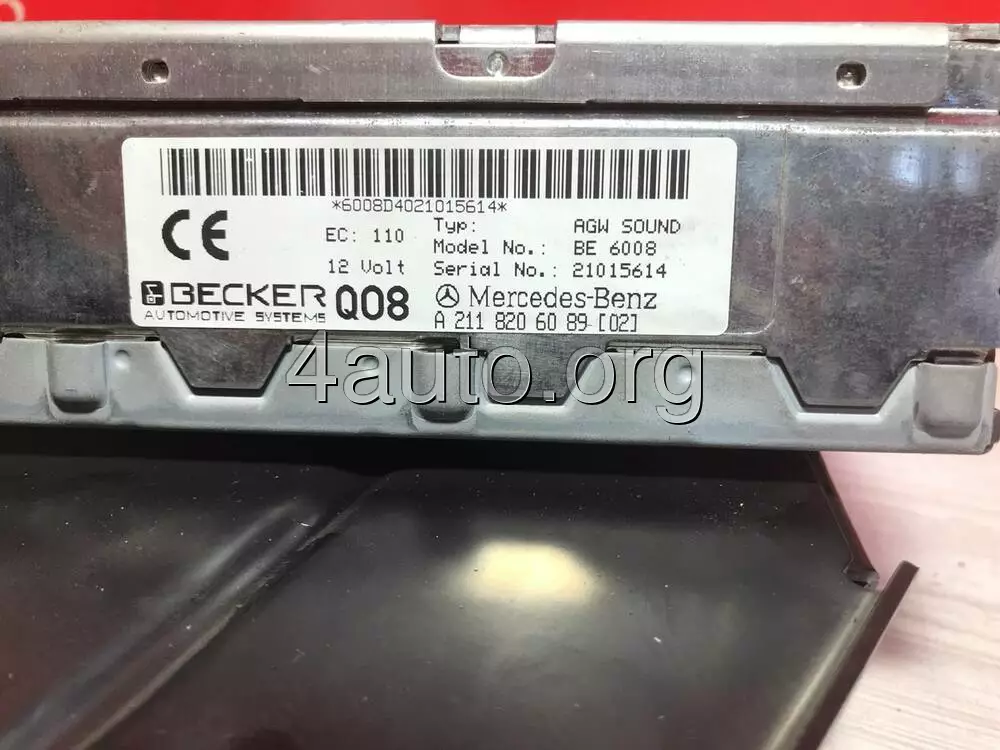 *6008D4021015614*
CE
EC: 110
12 Volt
Typ: AGW SOUND
Model No.: BE 6008
Serial No.: 21015614
BECKER
AUTOMOTIVE SYSTEMS
Q08
Mercedes-Benz
A 211 820 60 89 [02]
4auto.org